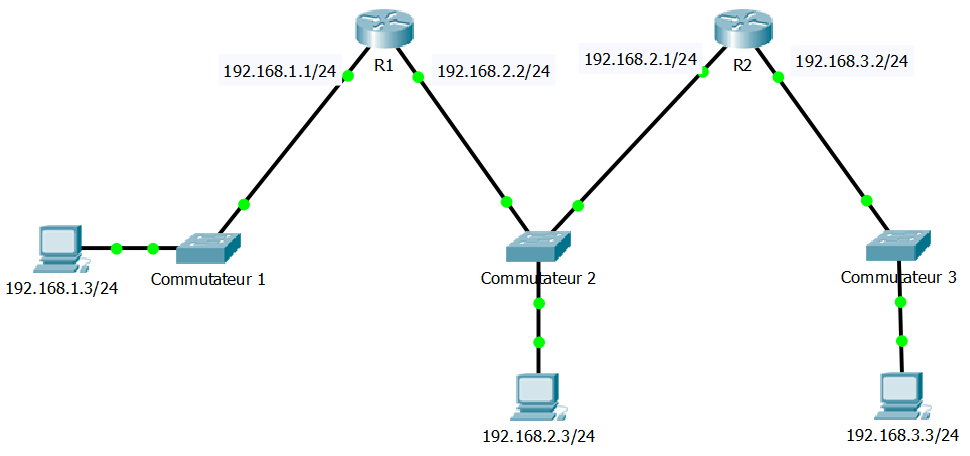 R1
R2
192.168.1.1/24
192.168.2.2/24
192.168.2.1/24
192.168.3.2/24
Commutateur 1
Commutateur 2
Commutateur 3
192.168.1.3/24
192.168.2.3/24
192.168.3.3/24